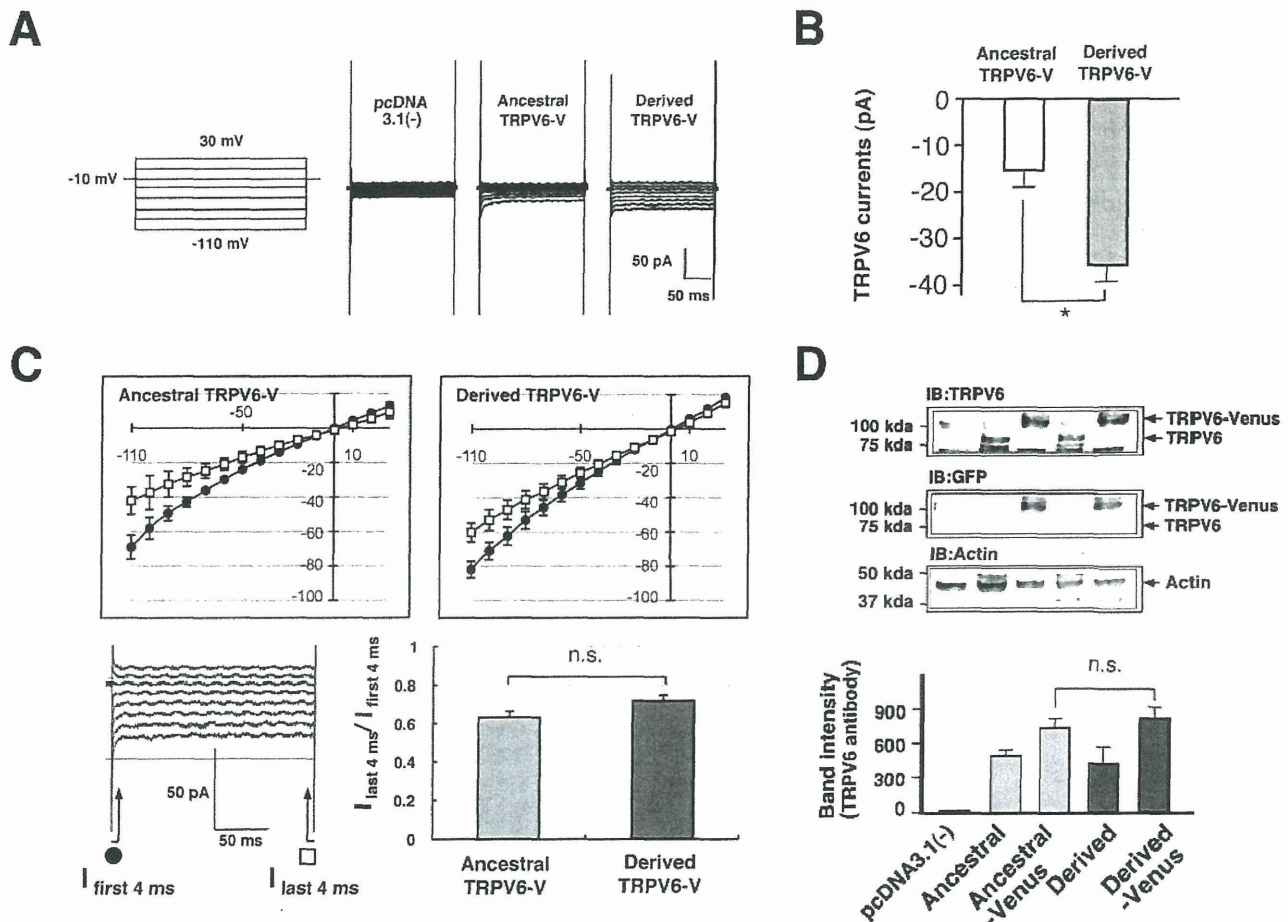 A
pcDNA
3.1(-)
Ancestral
TRPV6-V
Derived
TRPV6-V
30 mV
-10 mV
-110 mV
50 pA
50 ms
B
Ancestral
TRPV6-V
Derived
TRPV6-V
TRPV6 currents (pA)
0
-10
-20
-30
-40
*
C
Ancestral TRPV6-V
-50
-110
10
-20
-40
-60
-80
-100
Derived TRPV6-V
-110
-50
10
-20
-40
-60
-80
-100
50 pA
50 ms
I first 4 ms
I last 4 ms
I last 4 ms / I first 4 ms
1
0.8
0.6
0.4
0.2
0
n.s.
Ancestral
TRPV6-V
Derived
TRPV6-V
D
IB:TRPV6
100 kda
75 kda
TRPV6-Venus
TRPV6
IB:GFP
100 kda
75 kda
TRPV6-Venus
TRPV6
IB:Actin
50 kda
37 kda
Actin
n.s.
Band intensity
(TRPV6 antibody)
900
600
300
0
pcDNA3.1(-)
Ancestral
Ancestral
-Venus
Derived
Derived
-Venus